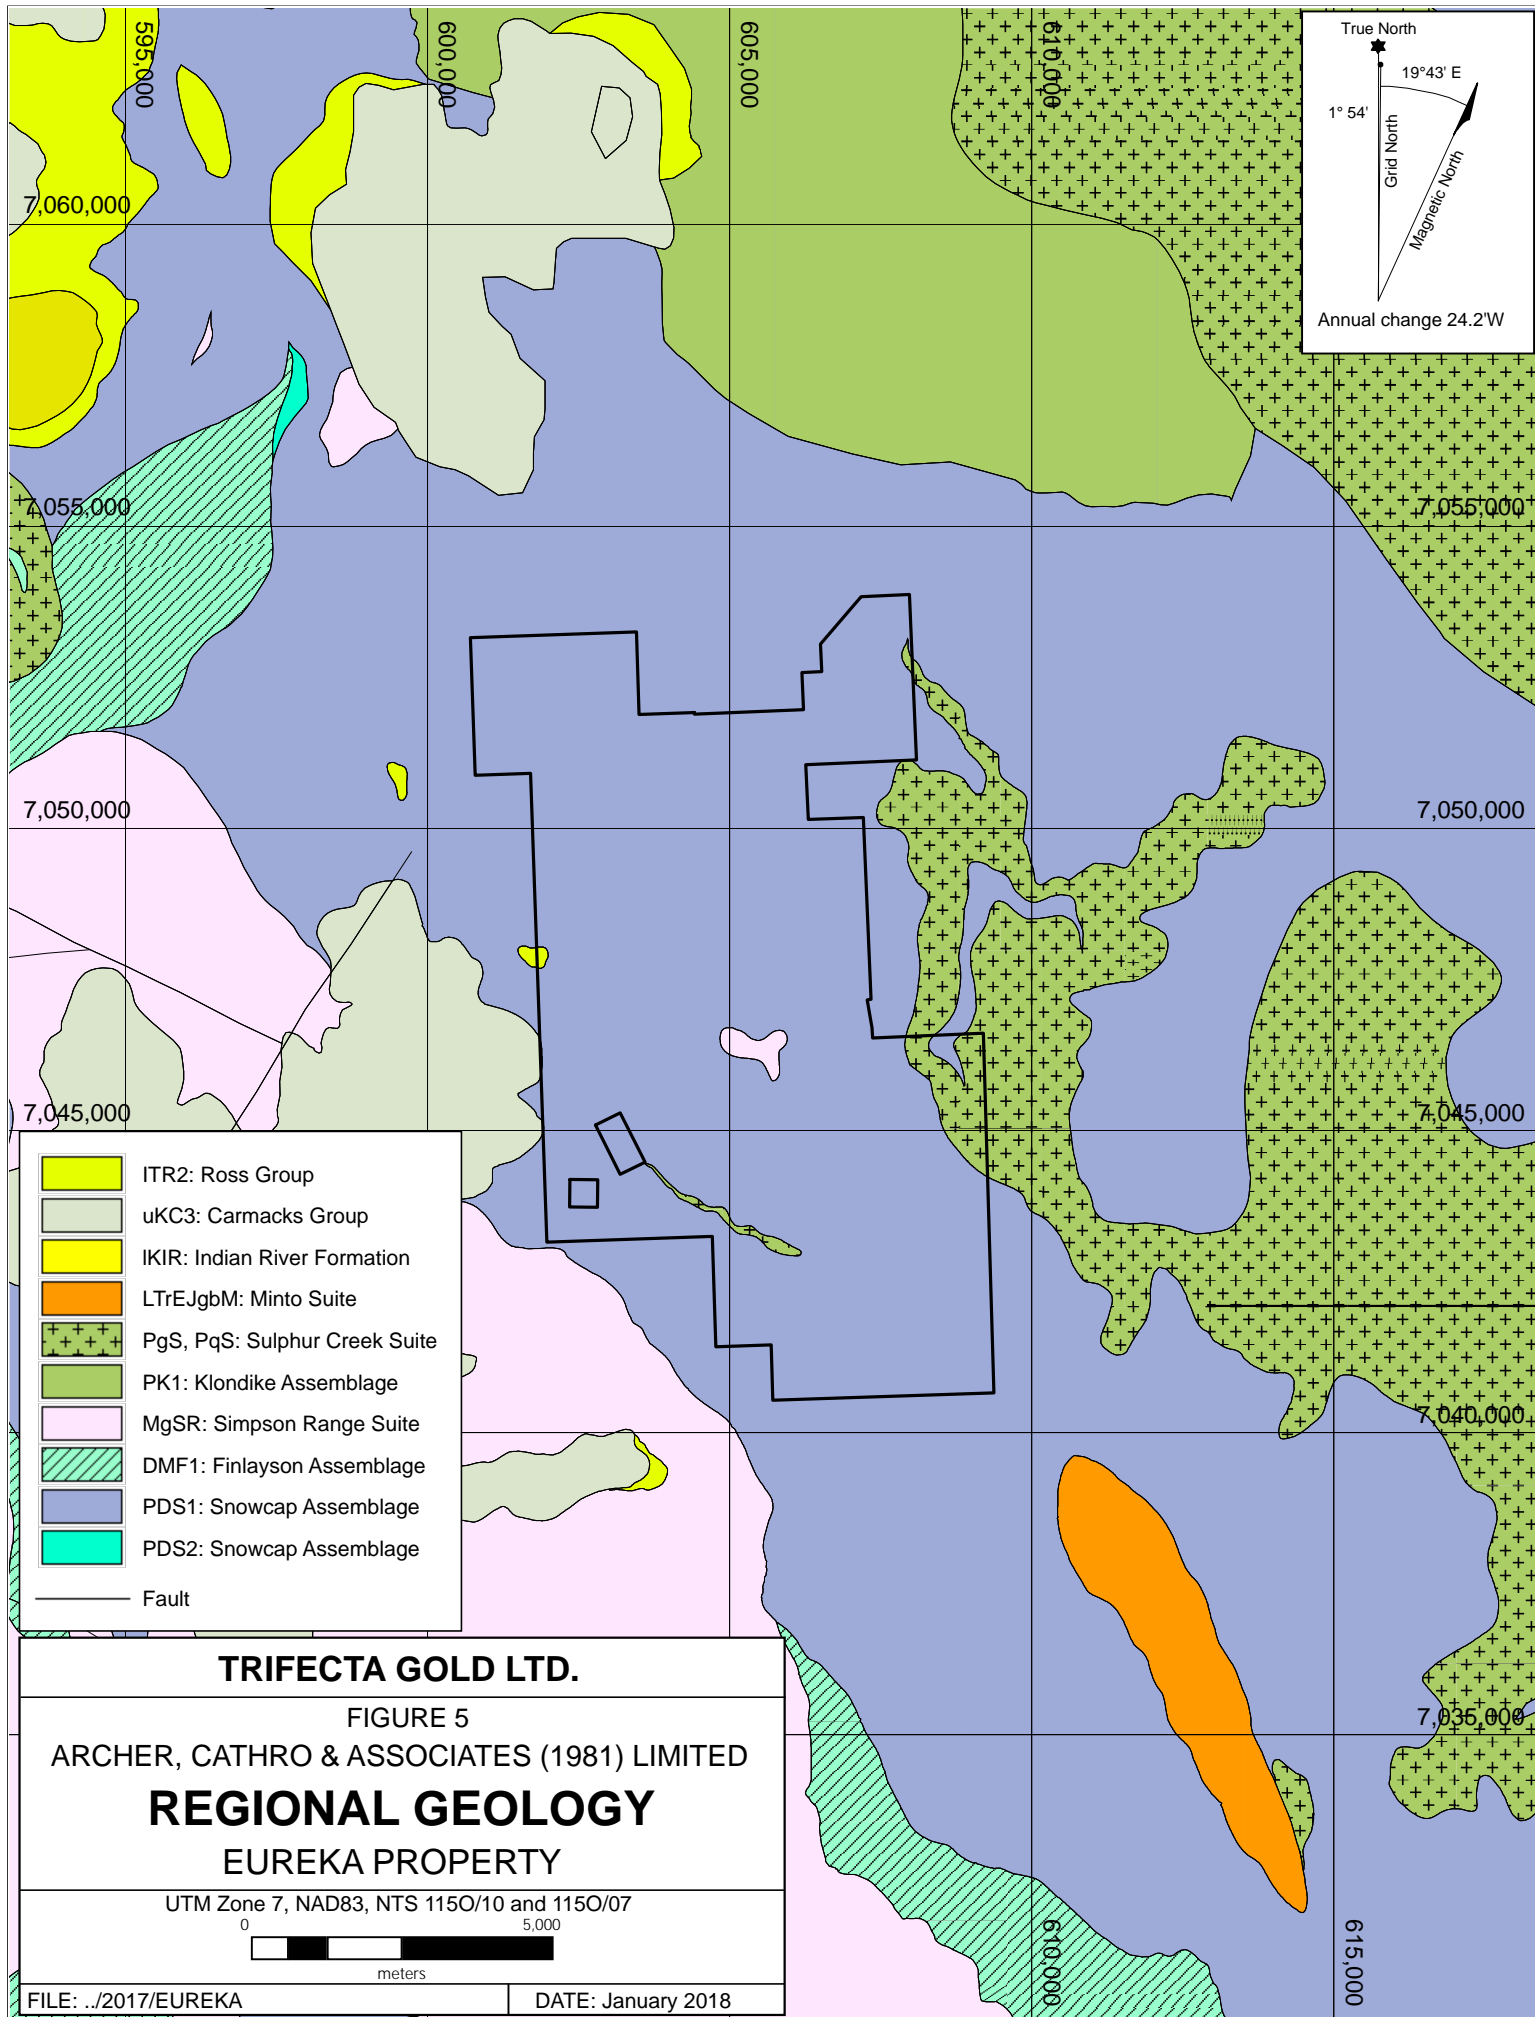 595,000
600,000
605,000
610,000
True North
19°43' E
1° 54'
Grid North
Magnetic North
Annual change 24.2'W
7,060,000
7,055,000
7,055,000
7,050,000
7,050,000
7,045,000
7,045,000
7,040,000
7,035,000
610,000
615,000
ITR2: Ross Group
uKC3: Carmacks Group
lKIR: Indian River Formation
LTrEJgbM: Minto Suite
PgS, PqS: Sulphur Creek Suite
PK1: Klondike Assemblage
MgSR: Simpson Range Suite
DMF1: Finlayson Assemblage
PDS1: Snowcap Assemblage
PDS2: Snowcap Assemblage
Fault
TRIFECTA GOLD LTD.
FIGURE 5
ARCHER, CATHRO & ASSOCIATES (1981) LIMITED
REGIONAL GEOLOGY
EUREKA PROPERTY
UTM Zone 7, NAD83, NTS 115O/10 and 115O/07
0 5,000
meters
FILE: ../2017/EUREKA
DATE: January 2018